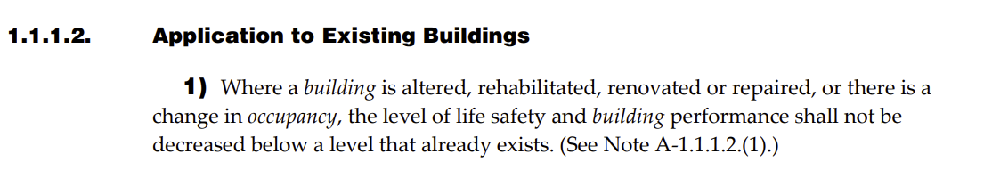 1.1.1.2. Application to Existing Buildings
1) Where a building is altered, rehabilitated, renovated or repaired, or there is a
change in occupancy, the level of life safety and building performance shall not be
decreased below a level that already exists. (See Note A-1.1.1.2.(1).)